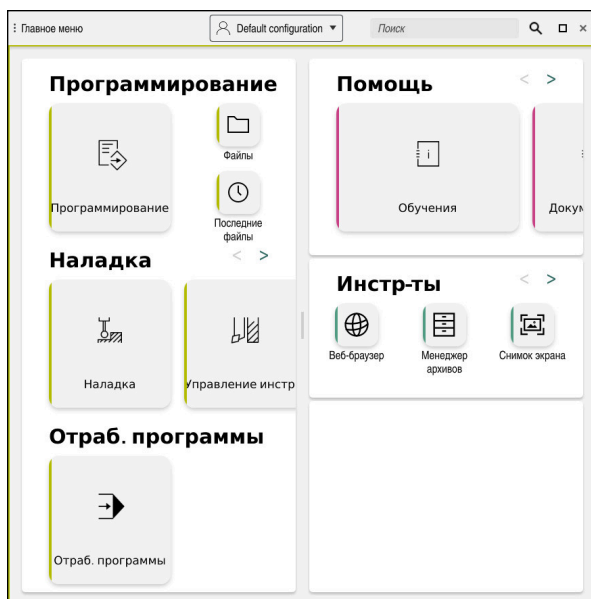 Главное меню
Default configuration
Поиск
Программирование
Программирование
Файлы
Последние
файлы
Наладка
Наладка
Управление инстр
Отраб. программы
Отраб. программы
Помощь
Обучения
Докум
Инстр-ты
Веб-браузер
Менеджер
архивов
Снимок экрана